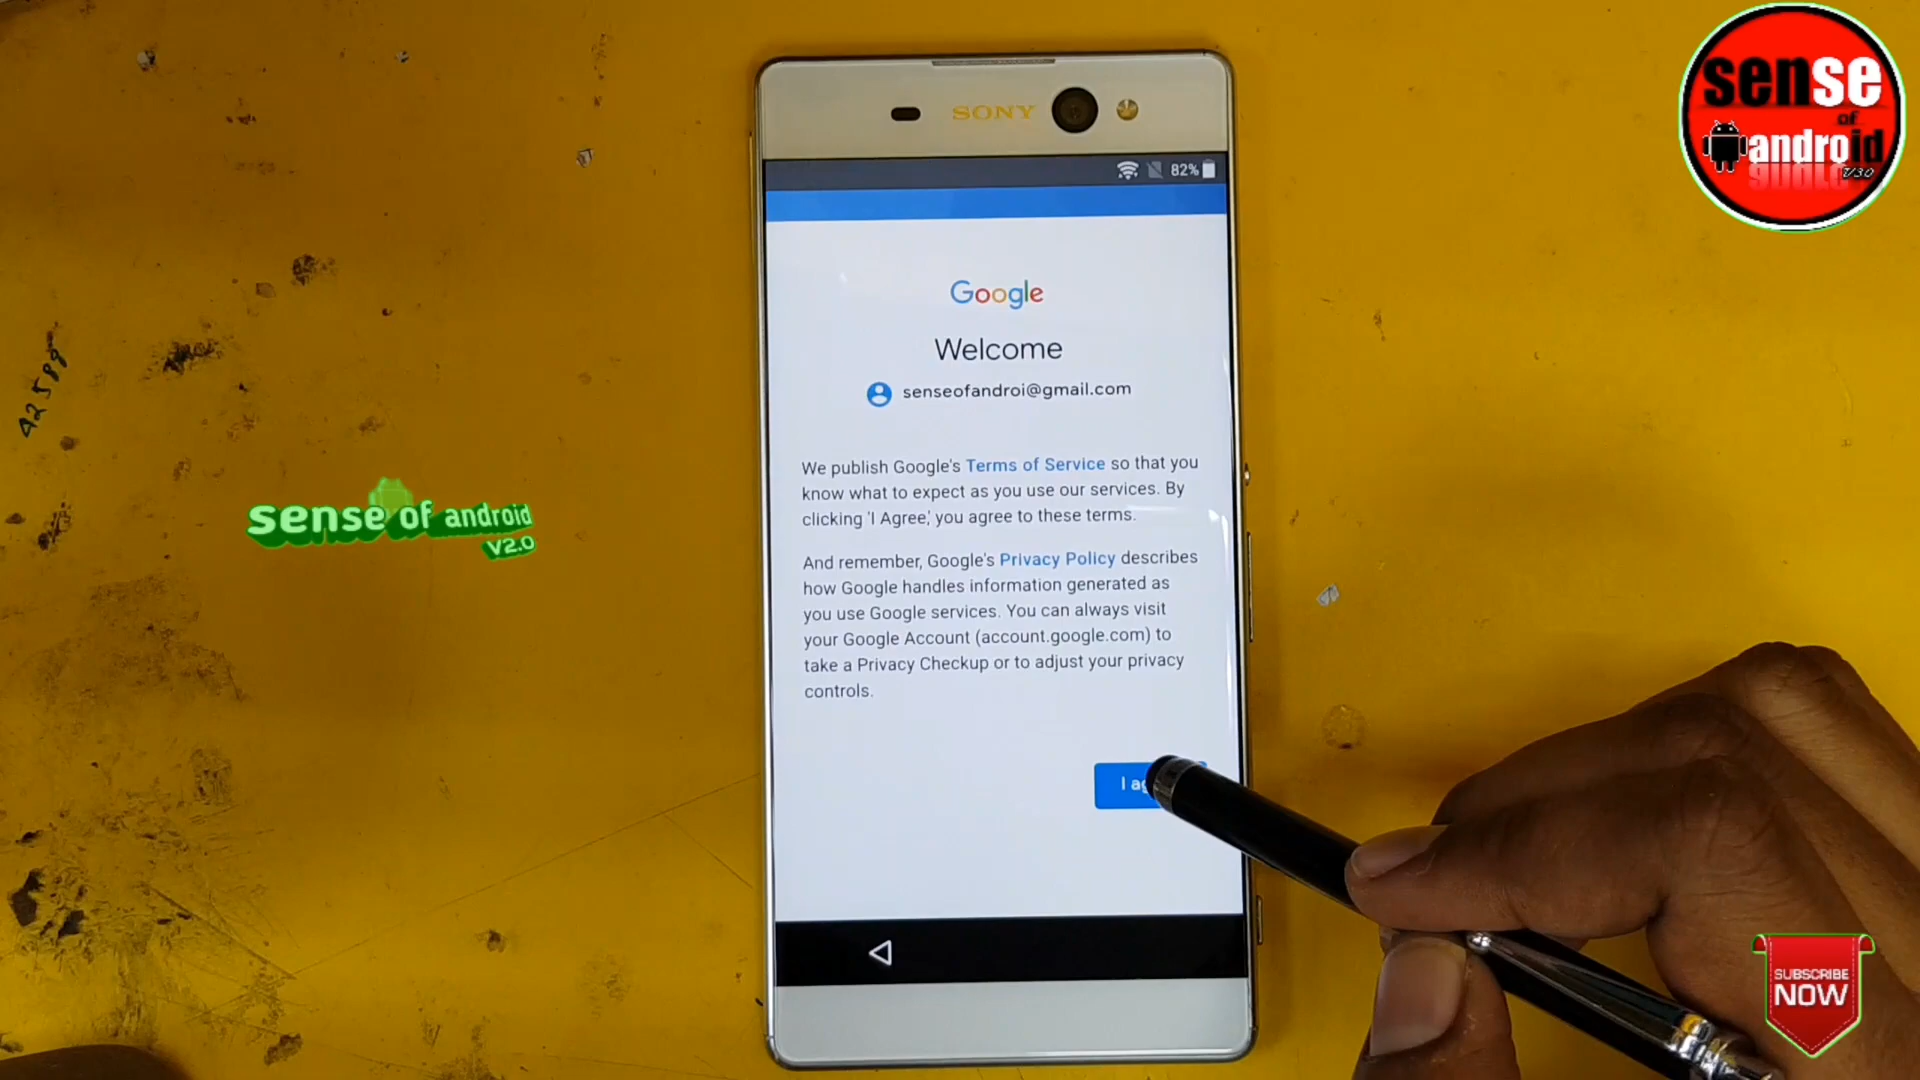 sense
of
android
V3.0
SONY
82%
Google
Welcome
senseofandroi@gmail.com
We publish Google's Terms of Service so that you
know what to expect as you use our services. By
clicking 'I Agree,' you agree to these terms.
And remember, Google's Privacy Policy describes
how Google handles information generated as
you use Google services. You can always visit
your Google Account (account.google.com) to
take a Privacy Checkup or to adjust your privacy
controls.
I ag
42588
sense of android
V2.0
SUBSCRIBE
NOW